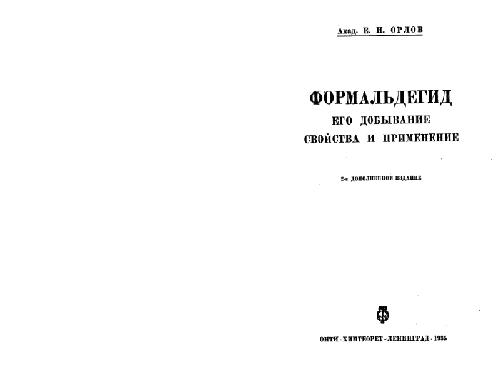 Акад. Е. И. ОРЛОВ
ФОРМАЛЬДЕГИД
ЕГО ДОБЫВАНИЕ
СВОЙСТВА И ПРИМЕНЕНИЕ
2-е ДОПОЛНЕННОЕ ИЗДАНИЕ
ОНТИ - ХИМТЕОРЕТ - ЛЕНИНГРАД - 1935